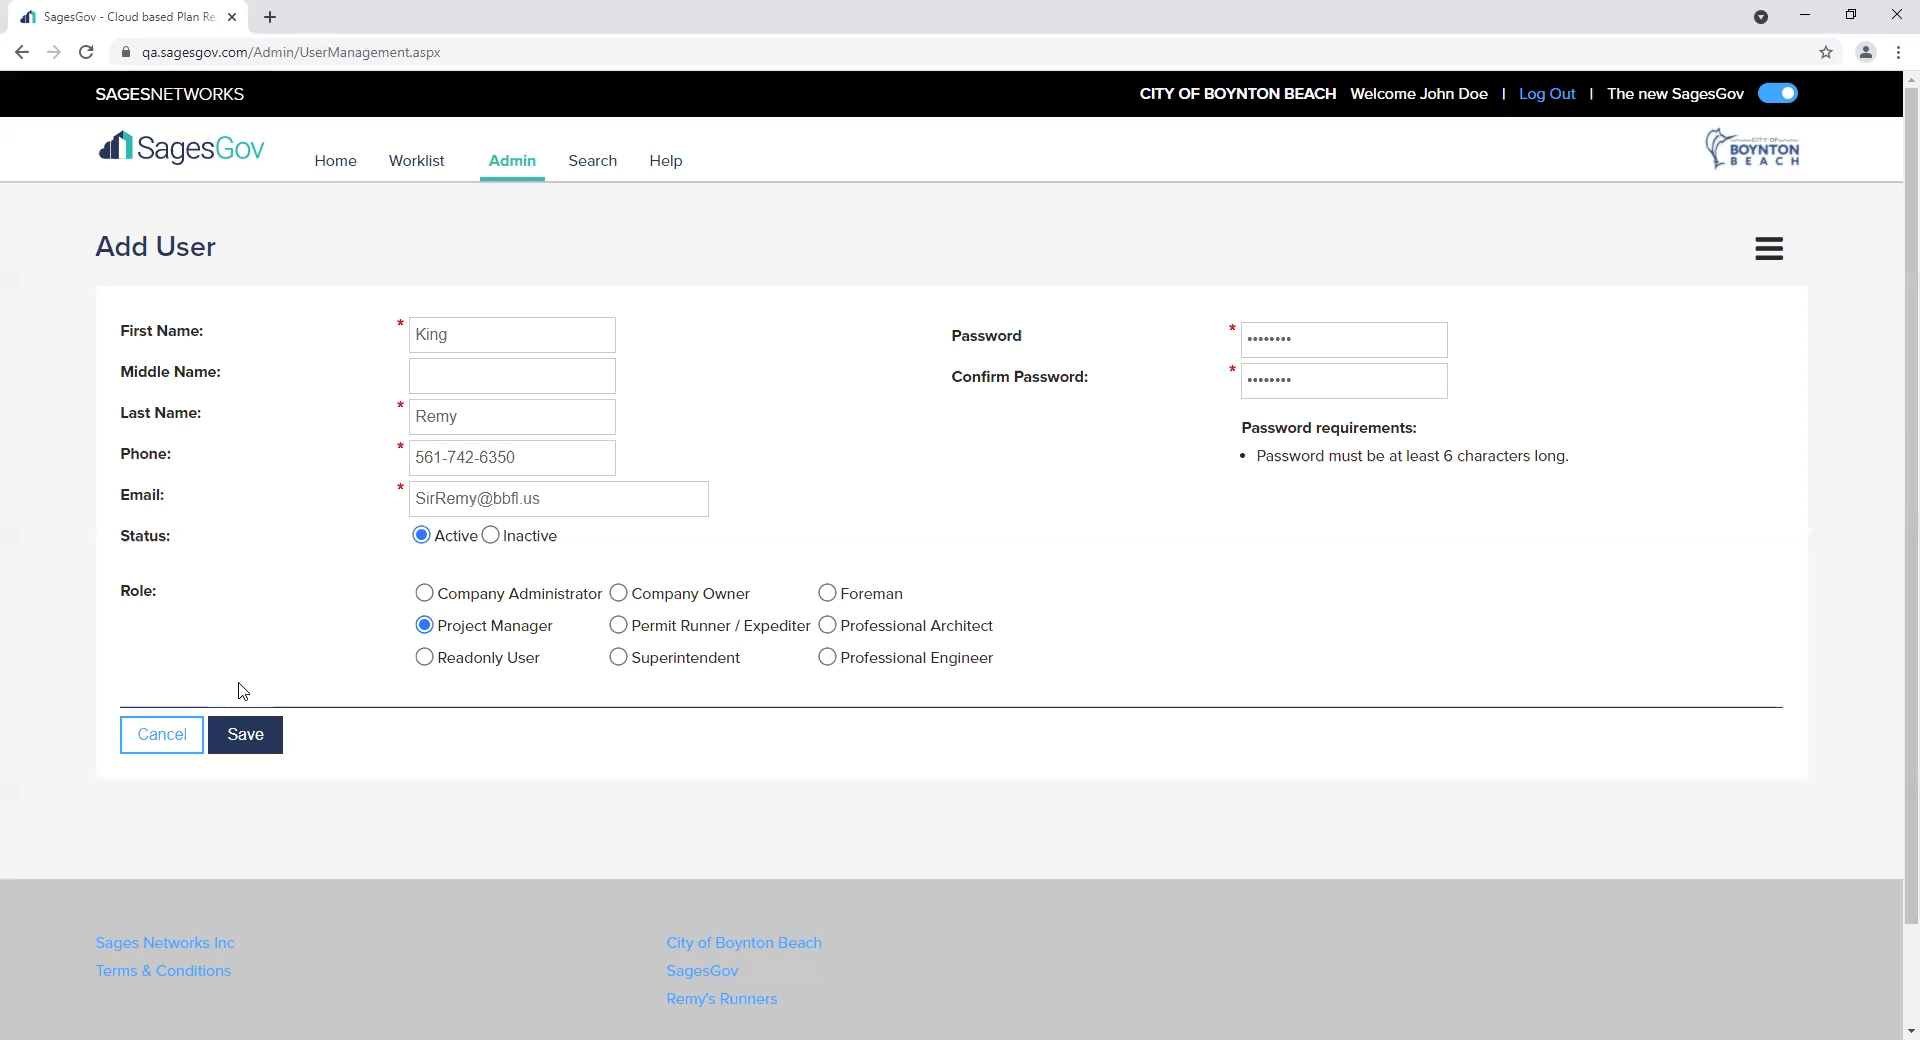 SagesGov - Cloud based Plan Re
qa.sagesgov.com/Admin/UserManagement.aspx
SAGESNETWORKS
CITY OF BOYNTON BEACH Welcome John Doe | Log Out | The new SagesGov
SagesGov
Home Worklist Admin Search Help
CITY OF
BOYNTON
BEACH
Add User
First Name: * King
Password * ••••••••
Middle Name:
Confirm Password: * ••••••••
Last Name: * Remy
Password requirements:
Phone: * 561-742-6350
• Password must be at least 6 characters long.
Email: * SirRemy@bbfl.us
Status: Active Inactive
Role: Company Administrator Company Owner Foreman
Project Manager Permit Runner / Expediter Professional Architect
Readonly User Superintendent Professional Engineer
Cancel Save
Sages Networks Inc City of Boynton Beach
Terms & Conditions SagesGov
Remy's Runners